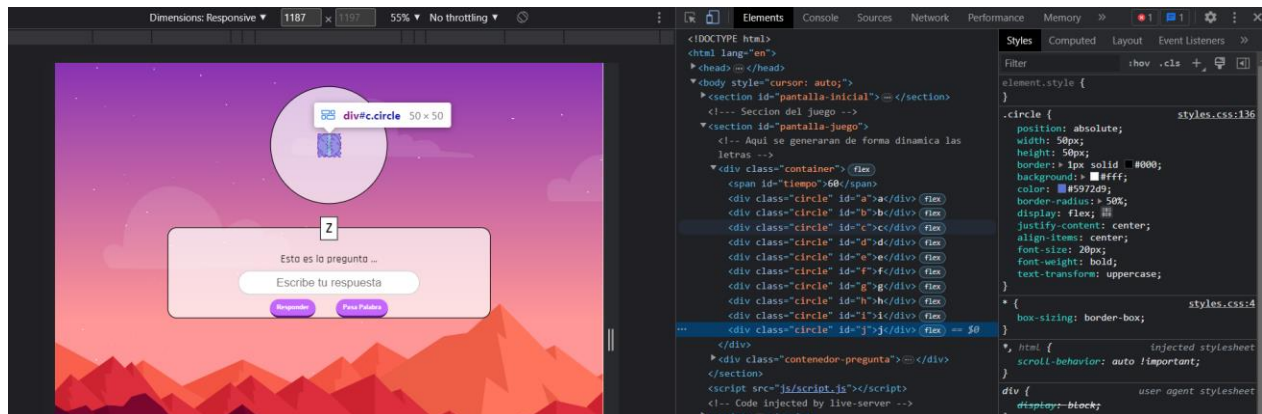 Dimensions: Responsive ▼ 1187 × 1197 55% ▼ No throttling ▼
Elements Console Sources Network Performance Memory » 1 1
div#c.circle 50 × 50
Z
Esta es la pregunta ...
Escribe tu respuesta
Responder Pasa Palabra
<!DOCTYPE html>
<html lang="en">
▶<head>…</head>
▼<body style="cursor: auto;">
▶<section id="pantalla-inicial">…</section>
<!--- Seccion del juego -->
▼<section id="pantalla-juego">
<!-- Aqui se generaran de forma dinamica las
letras -->
▼<div class="container"> flex
<span id="tiempo">60</span>
<div class="circle" id="a">a</div> flex
<div class="circle" id="b">b</div> flex
<div class="circle" id="c">c</div> flex
<div class="circle" id="d">d</div> flex
<div class="circle" id="e">e</div> flex
<div class="circle" id="f">f</div> flex
<div class="circle" id="g">g</div> flex
<div class="circle" id="h">h</div> flex
<div class="circle" id="i">i</div> flex
… <div class="circle" id="j">j</div> flex == $0
</div>
▶<div class="contenedor-pregunta">…</div>
</section>
<script src="js/script.js"></script>
<!-- Code injected by live-server -->
Styles Computed Layout Event Listeners »
Filter :hov .cls +
element.style {
}
.circle { styles.css:136
position: absolute;
width: 50px;
height: 50px;
border: ▶ 1px solid #000;
background: ▶ #fff;
color: #5972d9;
border-radius: ▶ 50%;
display: flex;
justify-content: center;
align-items: center;
font-size: 20px;
font-weight: bold;
text-transform: uppercase;
}
* { styles.css:4
box-sizing: border-box;
}
*, html { injected stylesheet
scroll-behavior: auto !important;
}
div { user agent stylesheet
display: block;